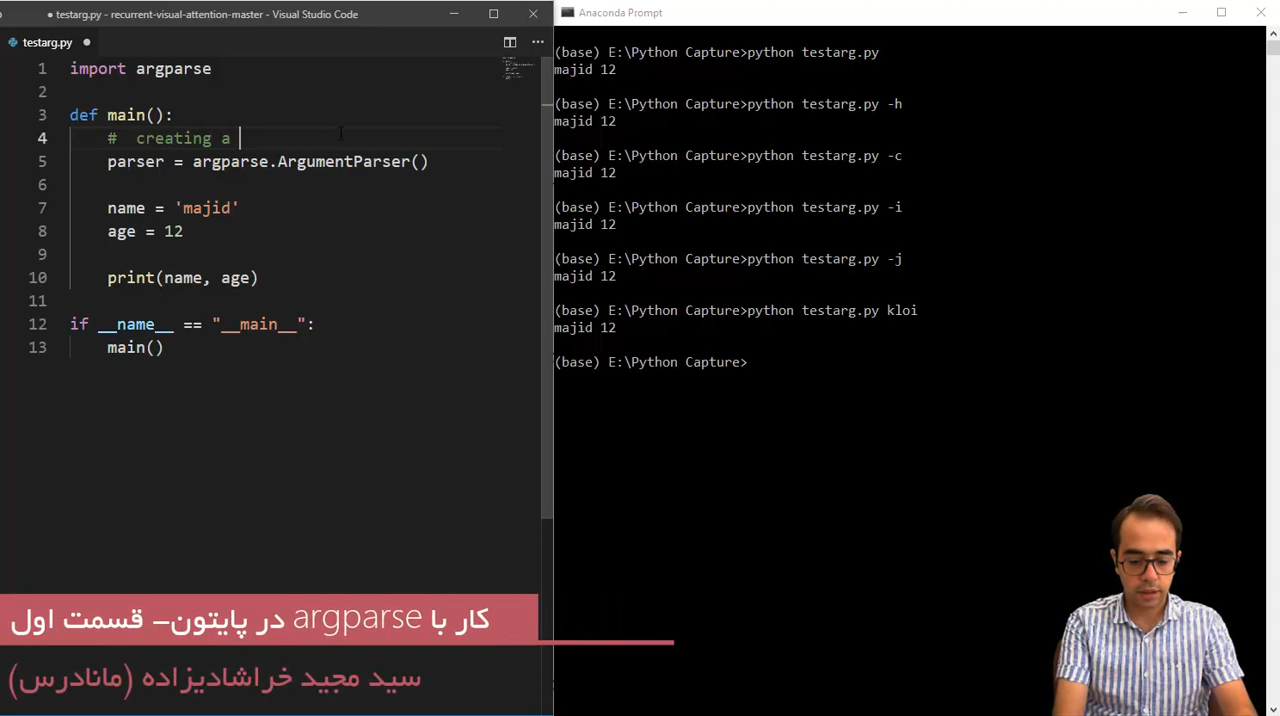 testarg.py - recurrent-visual-attention-master - Visual Studio Code
testarg.py
1 import argparse
2
3 def main():
4 #  creating a
5 parser = argparse.ArgumentParser()
6
7 name = 'majid'
8 age = 12
9
10 print(name, age)
11
12 if __name__ == "__main__":
13 main()
Anaconda Prompt
(base) E:\Python Capture>python testarg.py
majid 12
(base) E:\Python Capture>python testarg.py -h
majid 12
(base) E:\Python Capture>python testarg.py -c
majid 12
(base) E:\Python Capture>python testarg.py -i
majid 12
(base) E:\Python Capture>python testarg.py -j
majid 12
(base) E:\Python Capture>python testarg.py kloi
majid 12
(base) E:\Python Capture>
کار با argparse در پایتون– قسمت اول
سید مجید خراشادیزاده (مانادرس)